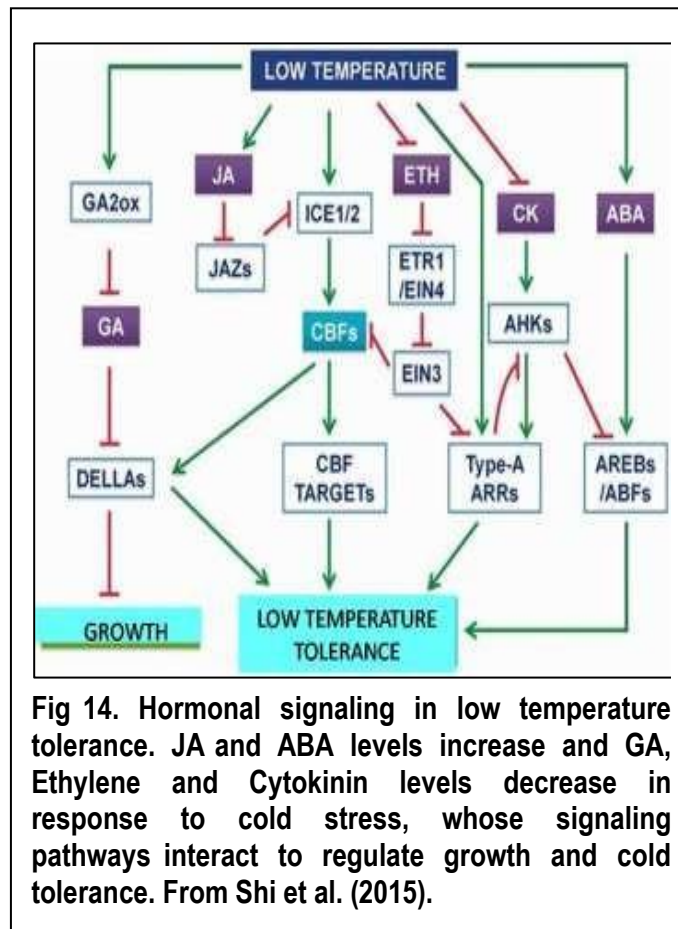 LOW TEMPERATURE
JA
ETH
GA2ox
ICE1/2
CK
ABA
JAZs
ETR1
/EIN4
GA
CBFs
AHKs
EIN3
DELLAs
CBF
TARGETs
Type-A
ARRs
AREBs
/ABFs
GROWTH
LOW TEMPERATURE
TOLERANCE
Fig 14. Hormonal signaling in low temperature
tolerance. JA and ABA levels increase and GA,
Ethylene and Cytokinin levels decrease in
response to cold stress, whose signaling
pathways interact to regulate growth and cold
tolerance. From Shi et al. (2015).